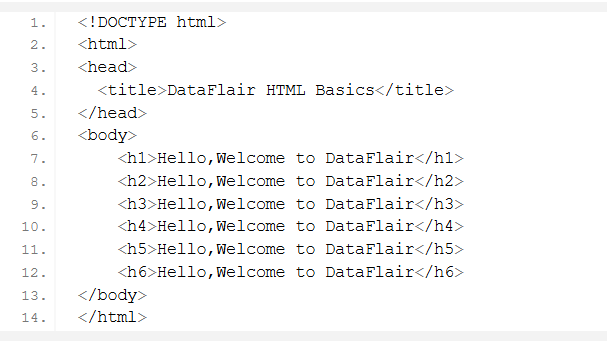 1. <!DOCTYPE html>
2. <html>
3. <head>
4. <title>DataFlair HTML Basics</title>
5. </head>
6. <body>
7. <h1>Hello,Welcome to DataFlair</h1>
8. <h2>Hello,Welcome to DataFlair</h2>
9. <h3>Hello,Welcome to DataFlair</h3>
10. <h4>Hello,Welcome to DataFlair</h4>
11. <h5>Hello,Welcome to DataFlair</h5>
12. <h6>Hello,Welcome to DataFlair</h6>
13. </body>
14. </html>